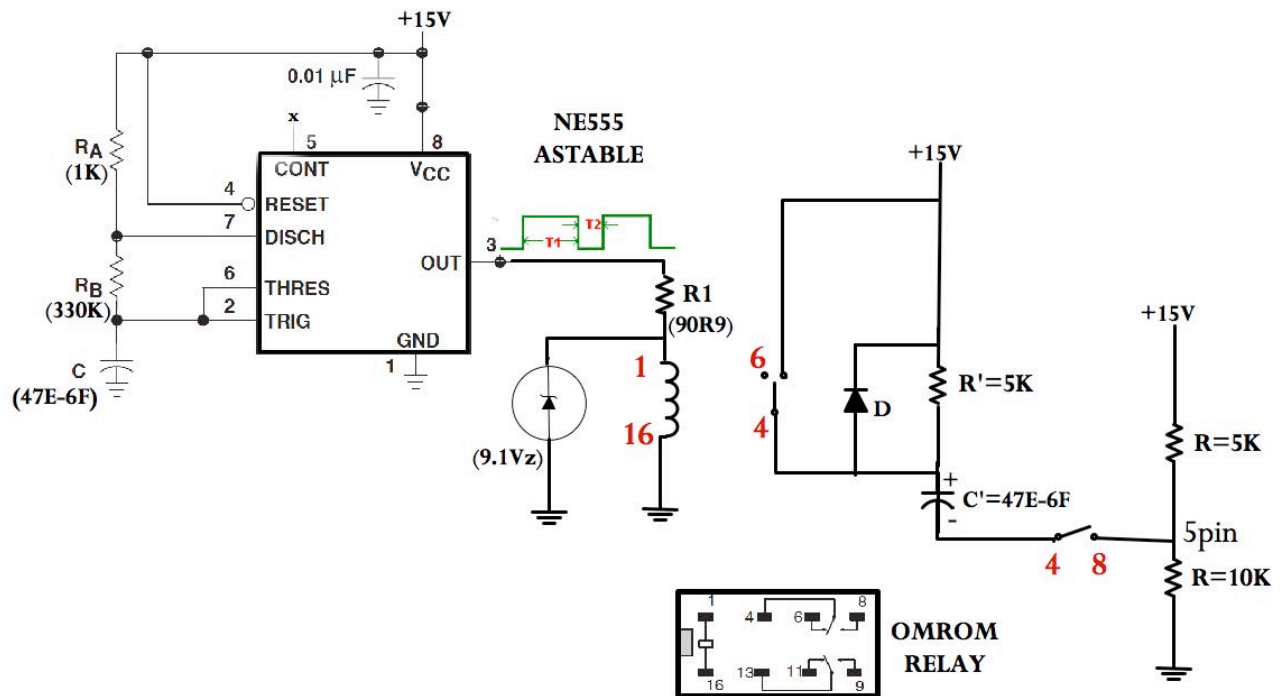 +15V
0.01 μF
x
5
8
CONT
VCC
RA
(1K)
4
RESET
7
DISCH
RB
(330K)
6
THRES
2
TRIG
GND
1
C
(47E-6F)
OUT
3
NE555
ASTABLE
T1
T2
R1
(90R9)
1
16
(9.1Vz)
+15V
6
4
D
R'=5K
+
C'=47E-6F
-
4
8
+15V
R=5K
5pin
R=10K
1
4
6
8
16
13
11
9
OMROM
RELAY